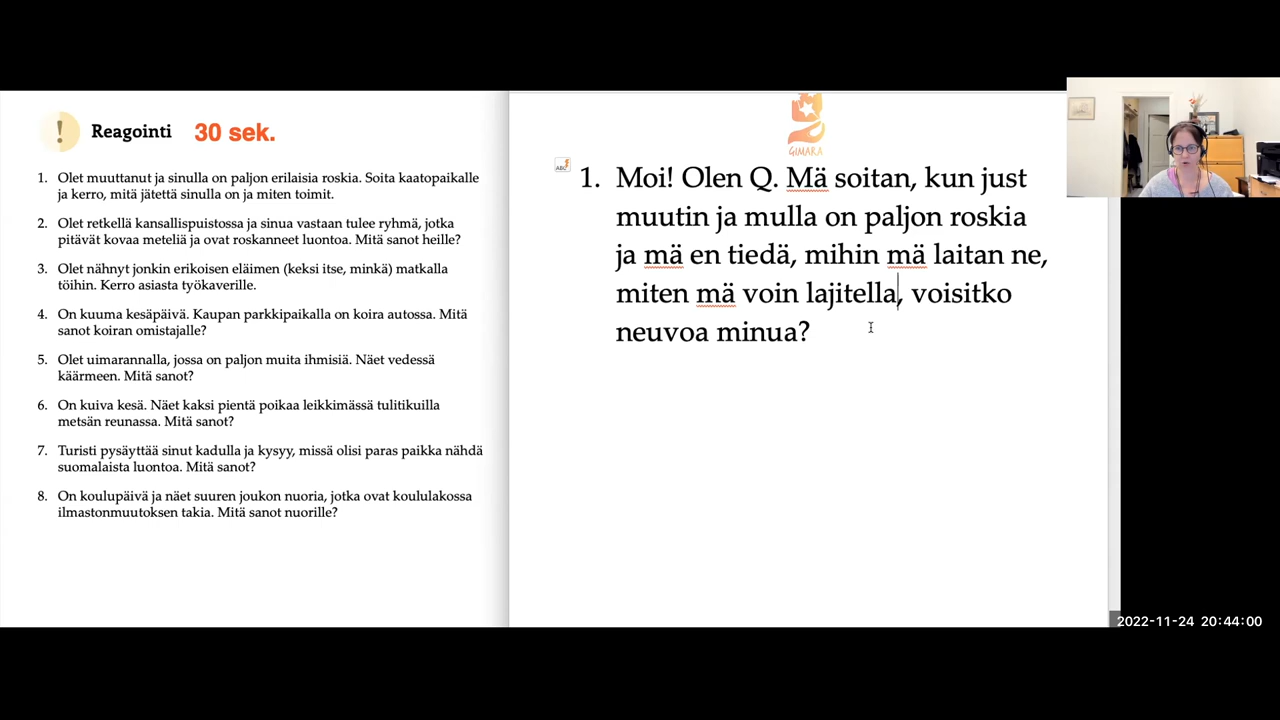 Reagointi 30 sek.
1. Olet muuttanut ja sinulla on paljon erilaisia roskia. Soita kaatopaikalle
ja kerro, mitä jätettä sinulla on ja miten toimit.
2. Olet retkellä kansallispuistossa ja sinua vastaan tulee ryhmä, jotka
pitävät kovaa meteliä ja ovat roskanneet luontoa. Mitä sanot heille?
3. Olet nähnyt jonkin erikoisen eläimen (keksi itse, minkä) matkalla
töihin. Kerro asiasta työkaverille.
4. On kuuma kesäpäivä. Kaupan parkkipaikalla on koira autossa. Mitä
sanot koiran omistajalle?
5. Olet uimarannalla, jossa on paljon muita ihmisiä. Näet vedessä
käärmeen. Mitä sanot?
6. On kuiva kesä. Näet kaksi pientä poikaa leikkimässä tulitikuilla
metsän reunassa. Mitä sanot?
7. Turisti pysäyttää sinut kadulla ja kysyy, missä olisi paras paikka nähdä
suomalaista luontoa. Mitä sanot?
8. On koulupäivä ja näet suuren joukon nuoria, jotka ovat koululakossa
ilmastonmuutoksen takia. Mitä sanot nuorille?
GIMARA
1. Moi! Olen Q. Mä soitan, kun just
muutin ja mulla on paljon roskia
ja mä en tiedä, mihin mä laitan ne,
miten mä voin lajitella, voisitko
neuvoa minua?
2022-11-24 20:44:00